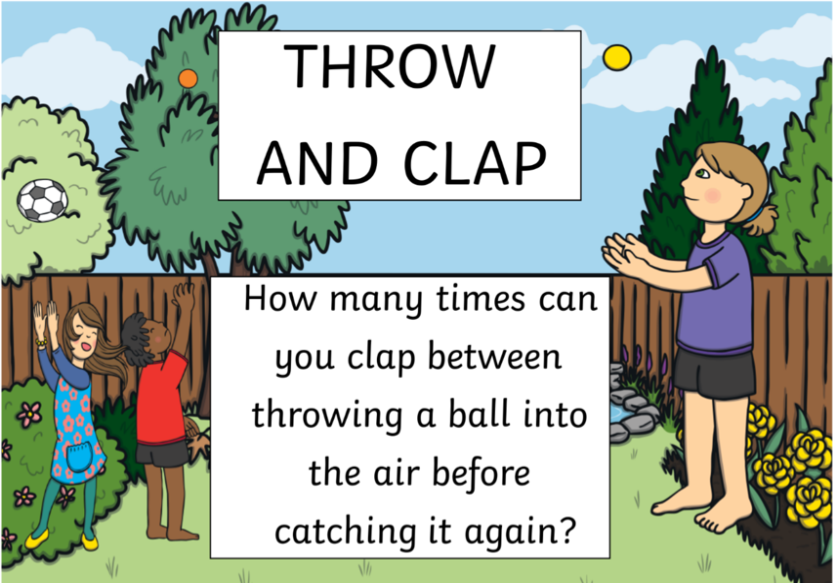 THROW
AND CLAP
How many times can
you clap between
throwing a ball into
the air before
catching it again?